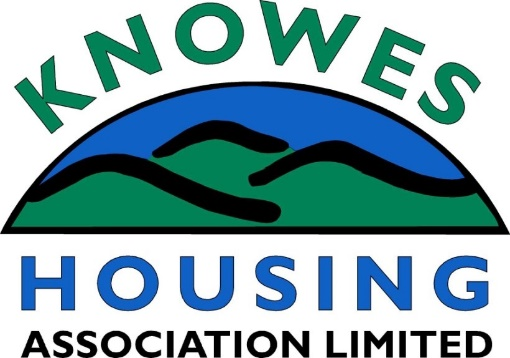 KNOWES
HOUSING
ASSOCIATION LIMITED